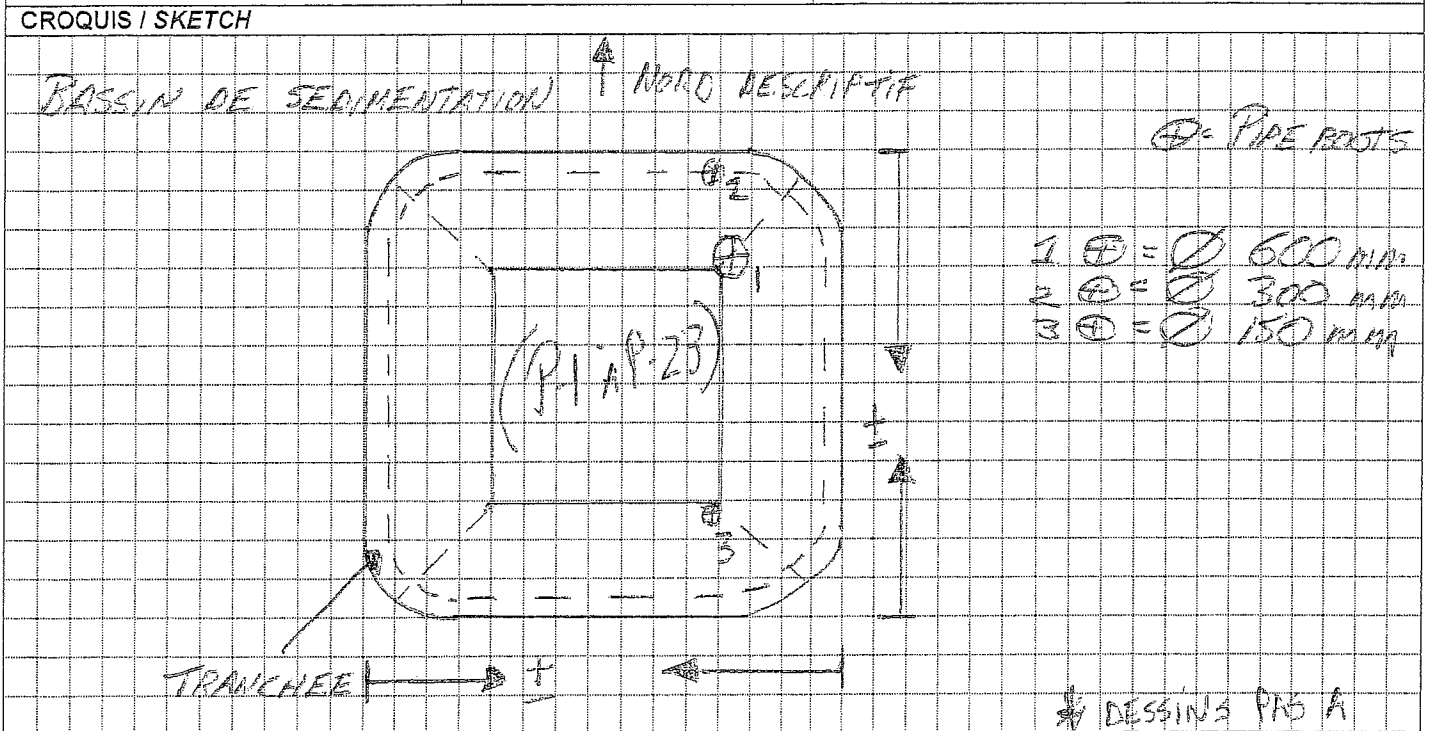 CROQUIS / SKETCH
BASSIN DE SEDIMENTATION
↑ NORD DESCRIPTIF
⊕ = PIPE BOOTS
2
1
1 ⊕ = Ø 600 mm
2 ⊕ = Ø 300 mm
3 ⊕ = Ø 150 mm
(P-1 À P-23)
±
3
TRANCHEE
±
* DESSINS PAS A